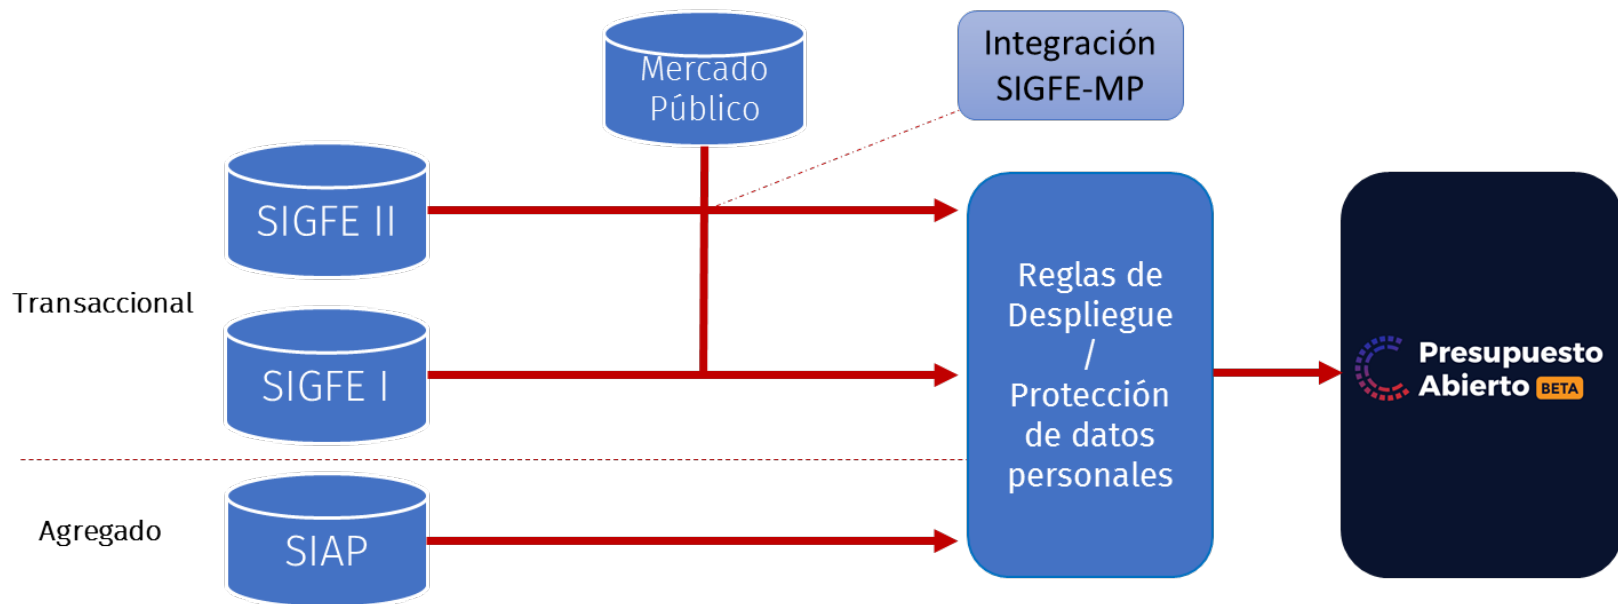 Mercado
Público
Integración
SIGFE-MP
SIGFE II
Transaccional
SIGFE I
Reglas de
Despliegue
/
Protección
de datos
personales
Presupuesto
Abierto BETA
Agregado
SIAP